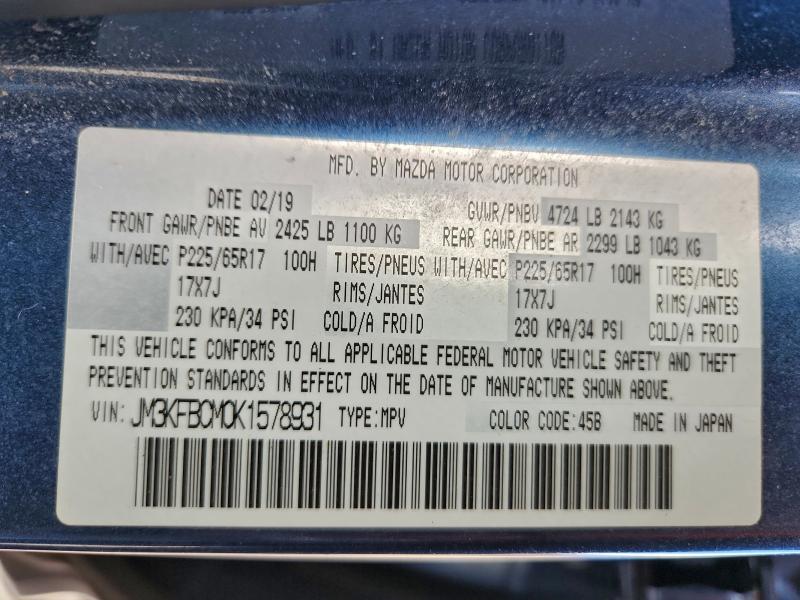 MFD. BY MAZDA MOTOR CORPORATION
DATE 02/19 GVWR/PNBV 4724 LB 2143 KG
FRONT GAWR/PNBE AV 2425 LB 1100 KG REAR GAWR/PNBE AR 2299 LB 1043 KG
WITH/AVEC P225/65R17 100H TIRES/PNEUS WITH/AVEC P225/65R17 100H TIRES/PNEUS
17X7J RIMS/JANTES 17X7J RIMS/JANTES
230 KPA/34 PSI COLD/A FROID 230 KPA/34 PSI COLD/A FROID
THIS VEHICLE CONFORMS TO ALL APPLICABLE FEDERAL MOTOR VEHICLE SAFETY AND THEFT
PREVENTION STANDARDS IN EFFECT ON THE DATE OF MANUFACTURE SHOWN ABOVE.
VIN: JM3KFBCM0K1578931 TYPE:MPV COLOR CODE:45B MADE IN JAPAN